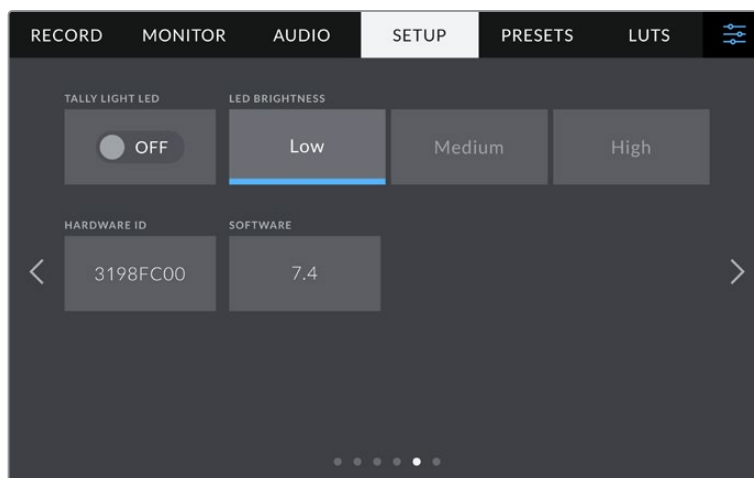 RECORD MONITOR AUDIO SETUP PRESETS LUTS
TALLY LIGHT LED LED BRIGHTNESS
OFF Low Medium High
HARDWARE ID SOFTWARE
3198FC00 7.4